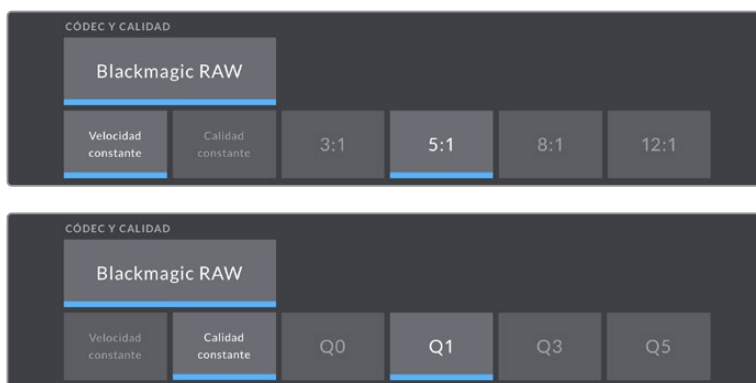 CÓDEC Y CALIDAD
Blackmagic RAW
Velocidad constante
Calidad constante
3:1
5:1
8:1
12:1
CÓDEC Y CALIDAD
Blackmagic RAW
Velocidad constante
Calidad constante
Q0
Q1
Q3
Q5